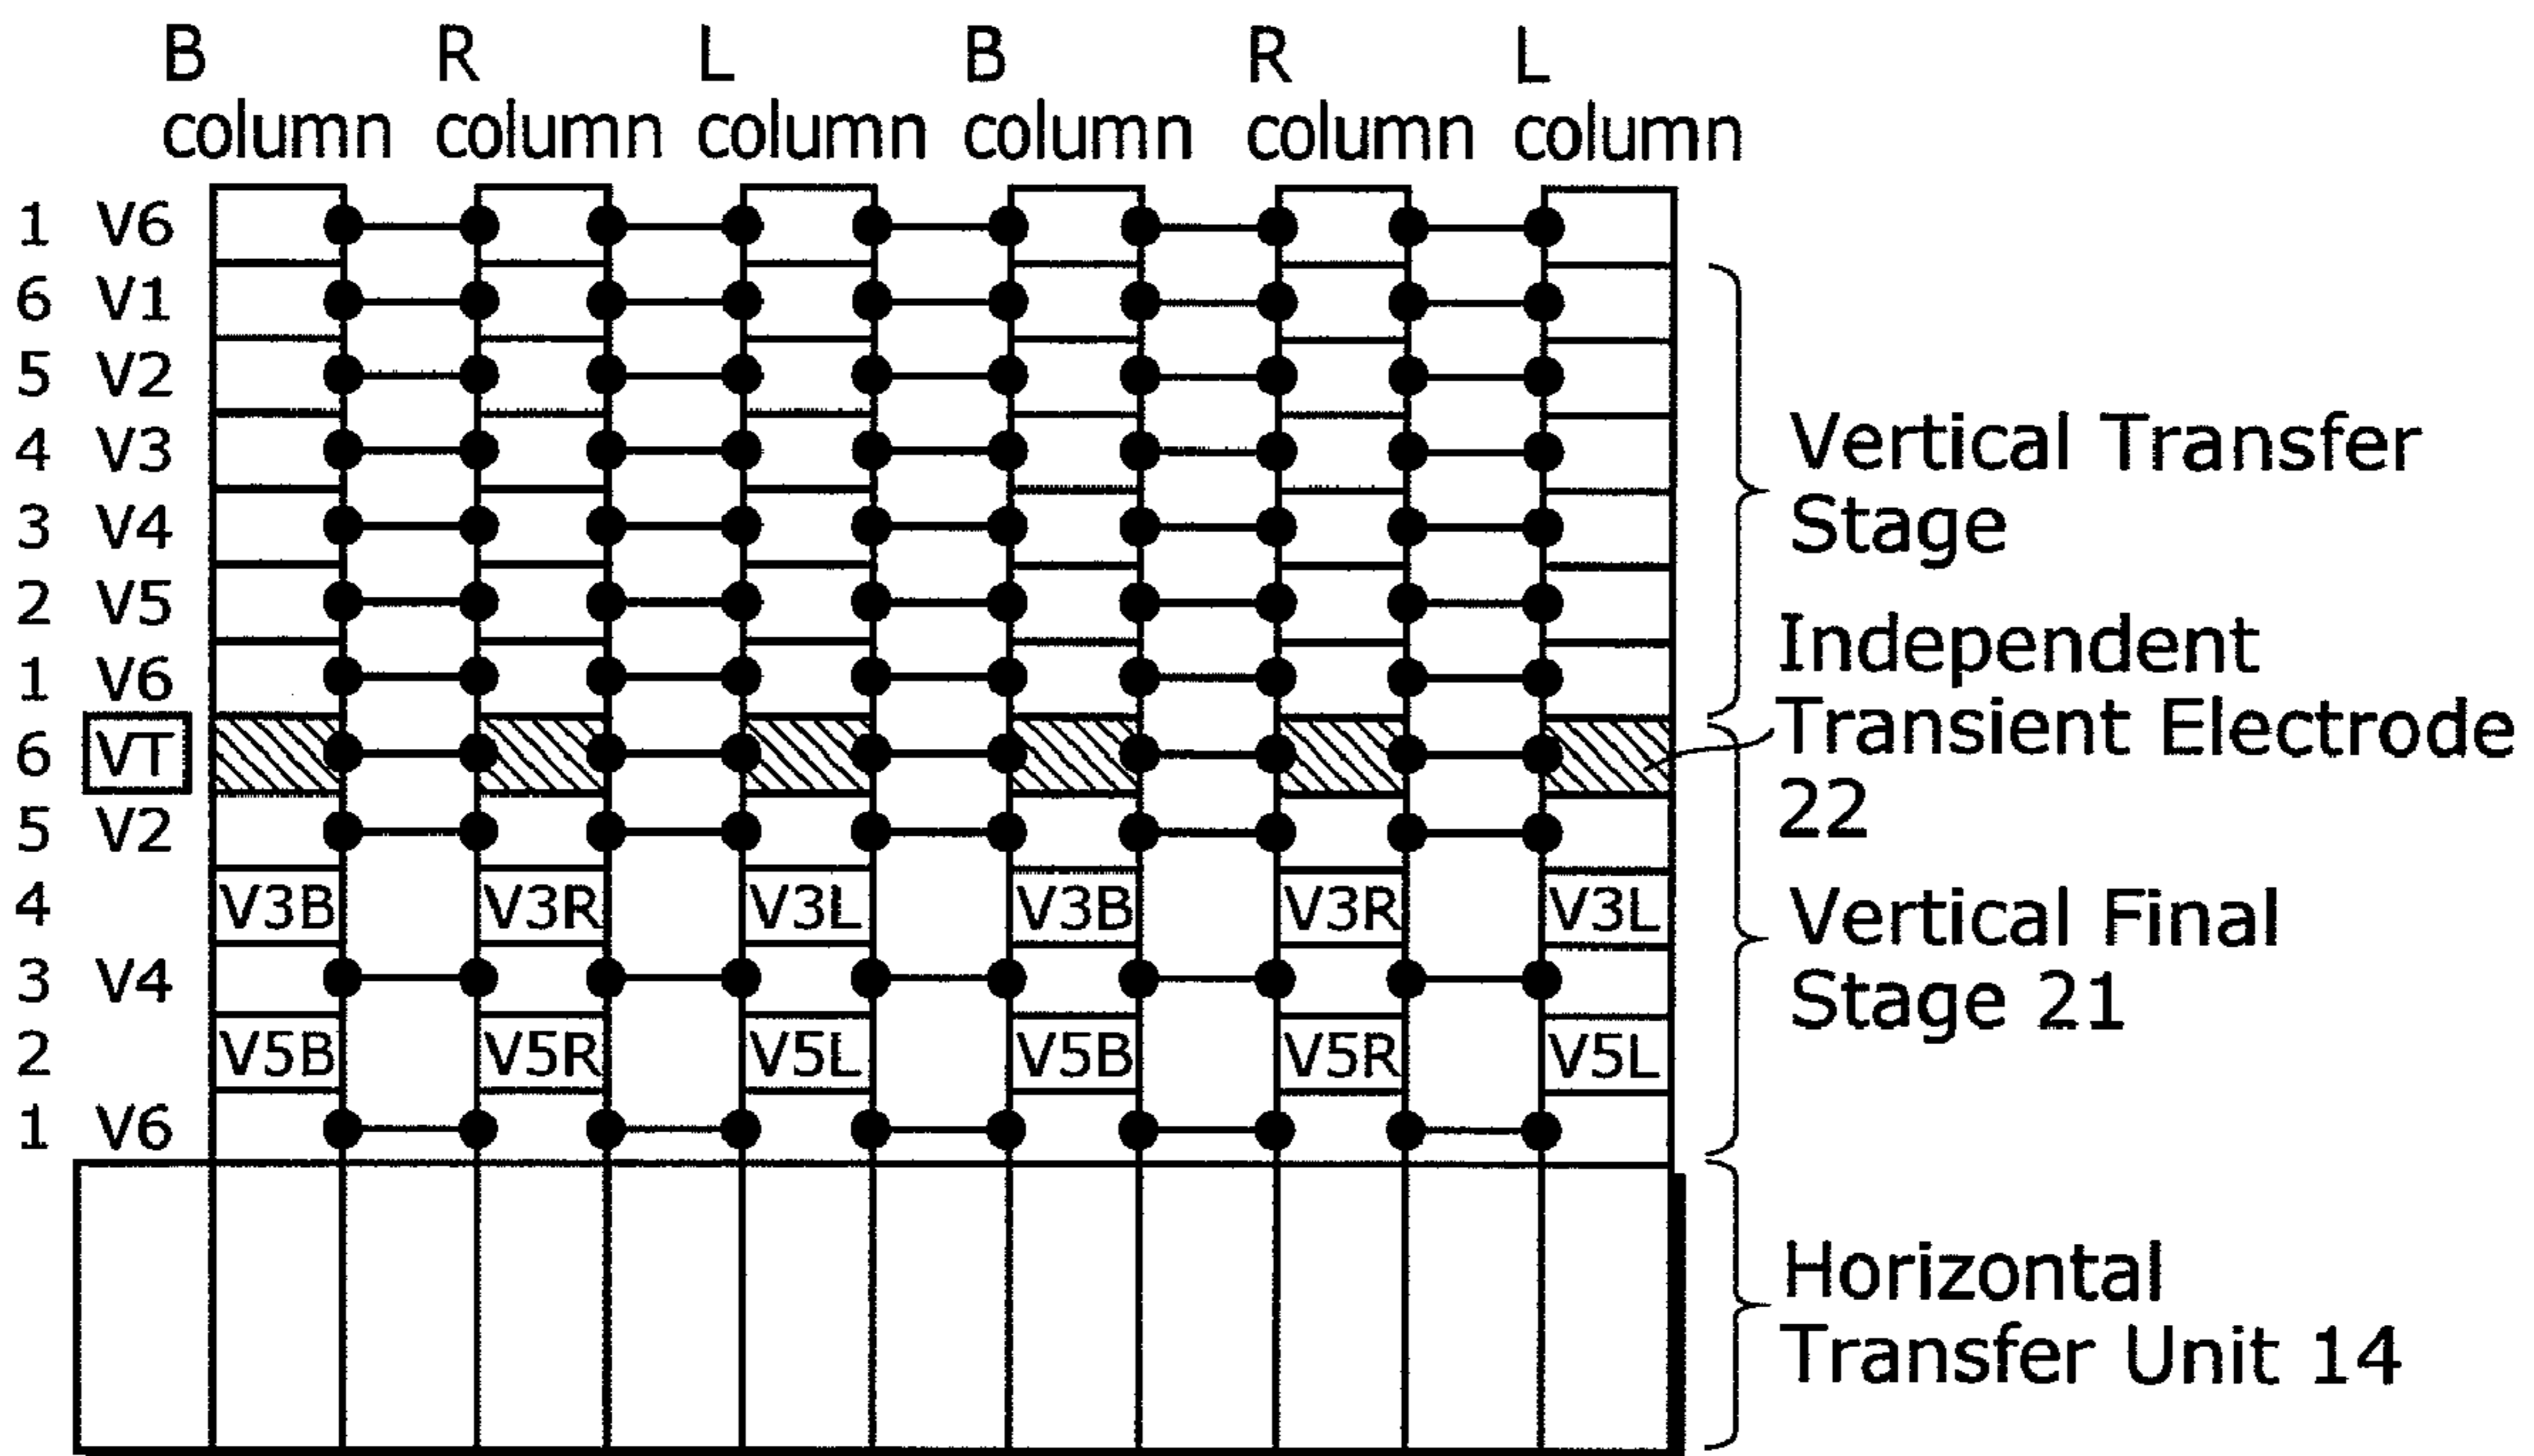 B R L B R L
column column column column column column
1 V6
6 V1
5 V2
4 V3
3 V4
2 V5
1 V6
6 VT
5 V2
4 V3B V3R V3L V3B V3R V3L
3 V4
2 V5B V5R V5L V5B V5R V5L
1 V6
Vertical Transfer
Stage
Independent
Transient Electrode
22
Vertical Final
Stage 21
Horizontal
Transfer Unit 14